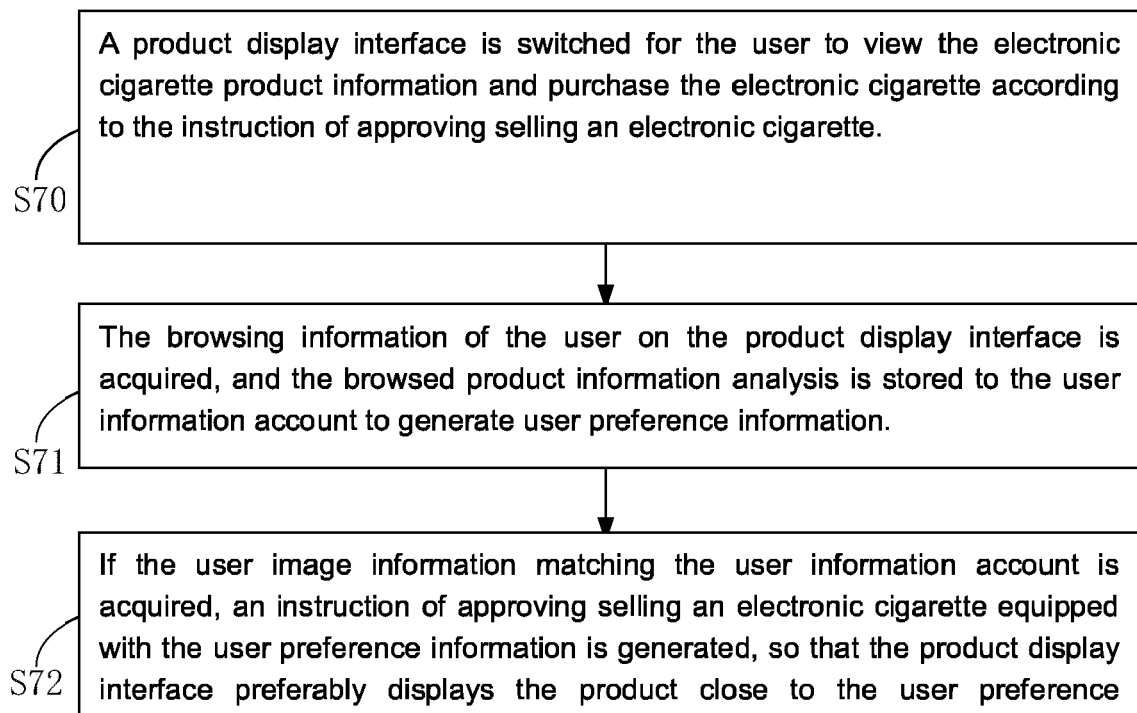 A product display interface is switched for the user to view the electronic
cigarette product information and purchase the electronic cigarette according
to the instruction of approving selling an electronic cigarette.
S70
The browsing information of the user on the product display interface is
acquired, and the browsed product information analysis is stored to the user
information account to generate user preference information.
S71
If the user image information matching the user information account is
acquired, an instruction of approving selling an electronic cigarette equipped
with the user preference information is generated, so that the product display
interface preferably displays the product close to the user preference
S72